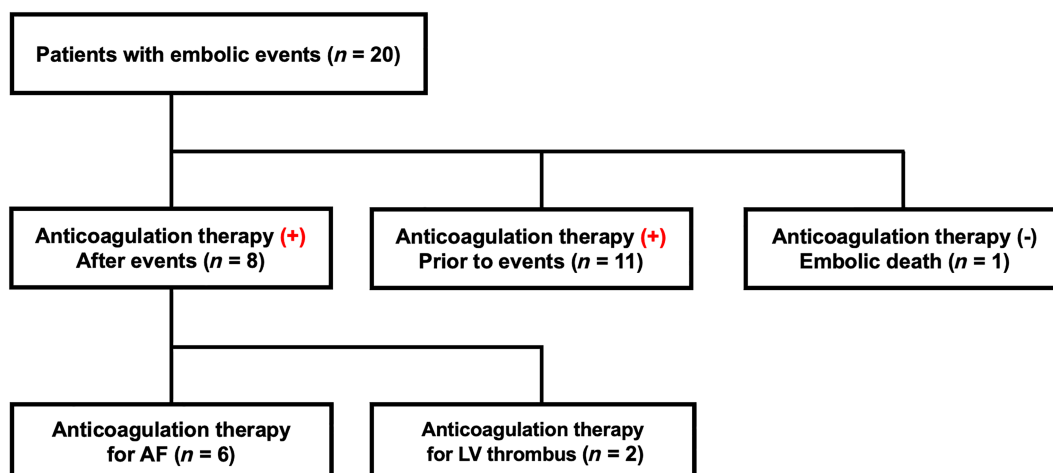 Patients with embolic events (n = 20)
Anticoagulation therapy (+)
After events (n = 8)
Anticoagulation therapy (+)
Prior to events (n = 11)
Anticoagulation therapy (-)
Embolic death (n = 1)
Anticoagulation therapy
for AF (n = 6)
Anticoagulation therapy
for LV thrombus (n = 2)